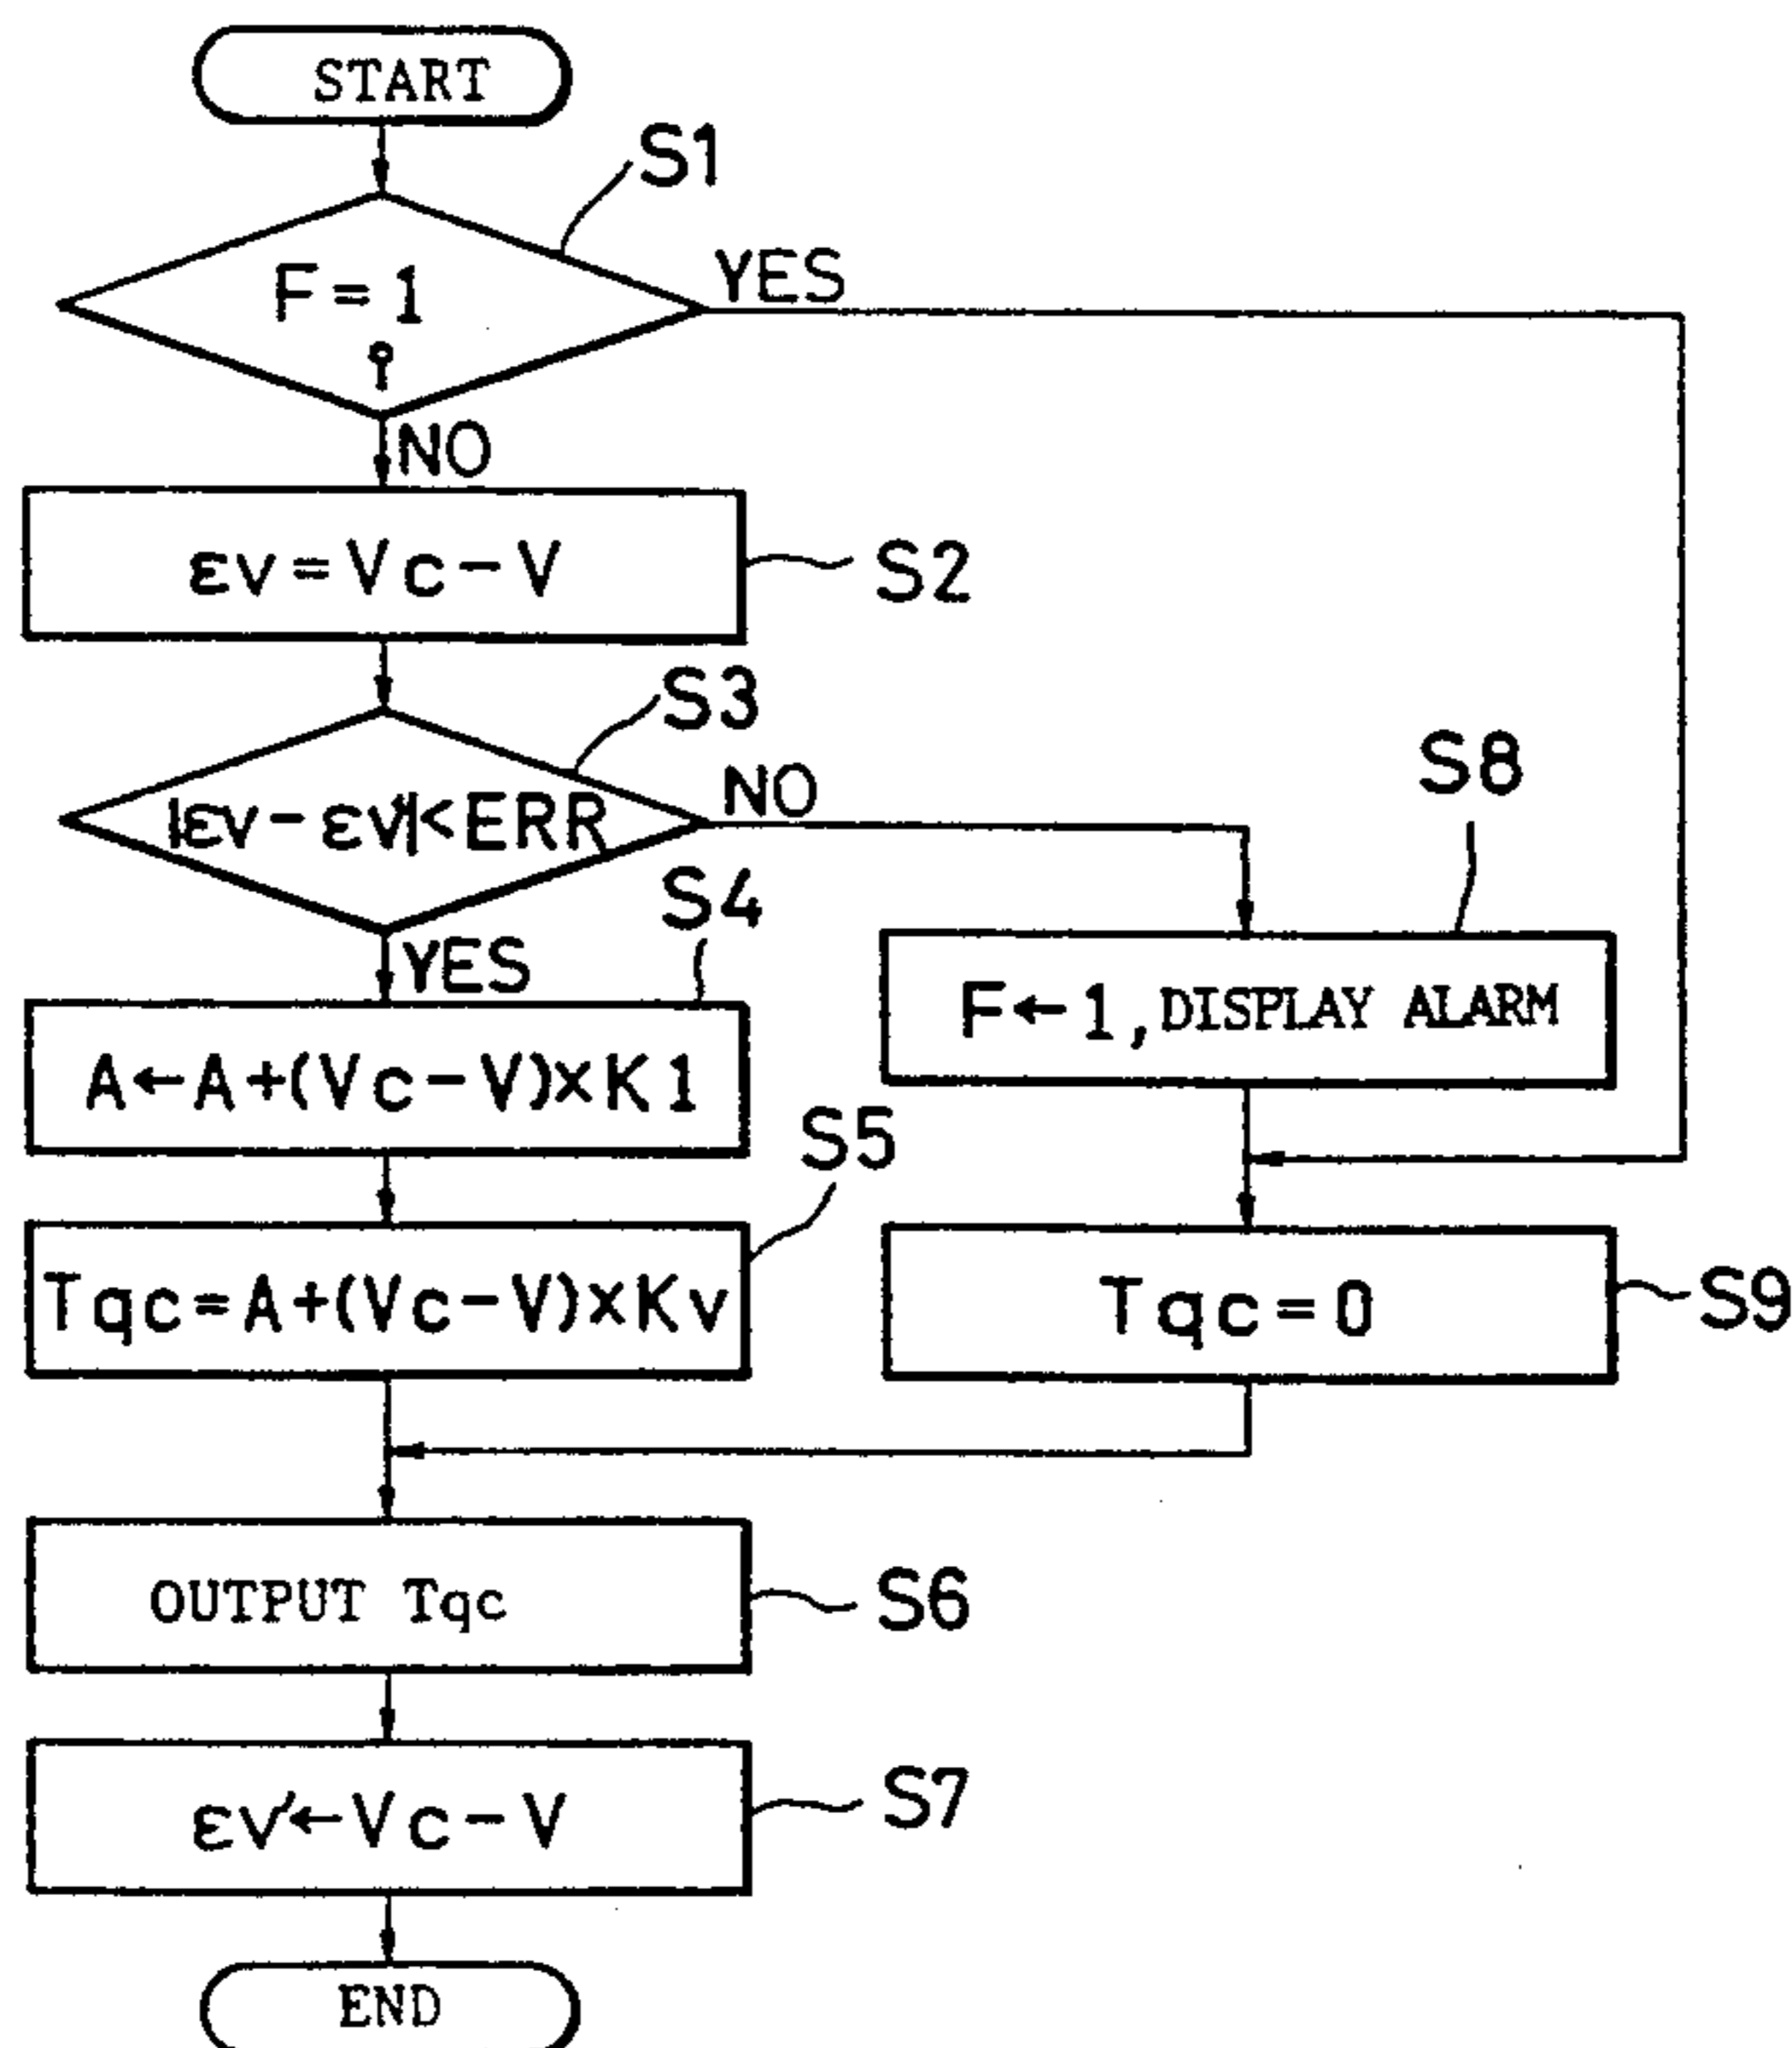 START
S1
F=1
?
YES
NO
εv=Vc-V
S2
S3
|εv-εv'|<ERR
NO
YES
S4
A←A+(Vc-V)×K1
S5
Tqc=A+(Vc-V)×Kv
S8
F←1, DISPLAY ALARM
Tqc=0
S9
OUTPUT Tqc
S6
εv'←Vc-V
S7
END